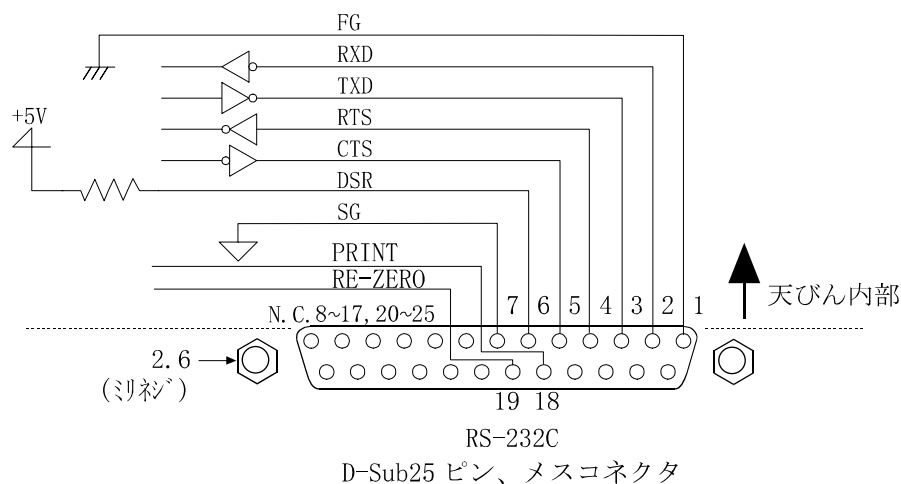 FG
RXD
TXD
RTS
+5V
CTS
DSR
SG
PRINT
RE-ZERO
天びん内部
N.C.8~17,20~25 7 6 5 4 3 2 1
2.6
(ミリネジ)
19 18
RS-232C
D-Sub25 ピン、メスコネクタ